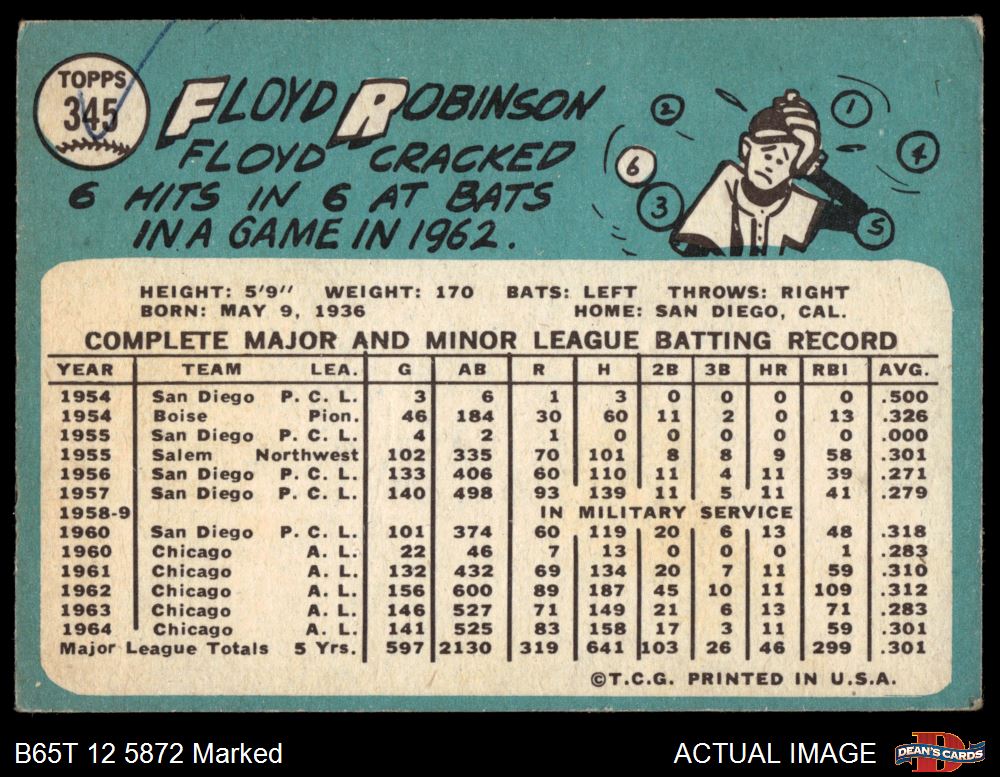 TOPPS
345
FLOYD ROBINSON
FLOYD CRACKED
6 HITS IN 6 AT BATS
IN A GAME IN 1962.
2
1
6
4
3
5
HEIGHT: 5'9" WEIGHT: 170 BATS: LEFT THROWS: RIGHT
BORN: MAY 9, 1936 HOME: SAN DIEGO, CAL.
COMPLETE MAJOR AND MINOR LEAGUE BATTING RECORD
YEAR TEAM LEA. G AB R H 2B 3B HR RBI AVG.
1954 San Diego P. C. L. 3 6 1 3 0 0 0 0 .500
1954 Boise Pion. 46 184 30 60 11 2 0 13 .326
1955 San Diego P. C. L. 4 2 1 0 0 0 0 0 .000
1955 Salem Northwest 102 335 70 101 8 8 9 58 .301
1956 San Diego P. C. L. 133 406 60 110 11 4 11 39 .271
1957 San Diego P. C. L. 140 498 93 139 11 5 11 41 .279
1958-9 IN MILITARY SERVICE
1960 San Diego P. C. L. 101 374 60 119 20 6 13 48 .318
1960 Chicago A. L. 22 46 7 13 0 0 0 1 .283
1961 Chicago A. L. 132 432 69 134 20 7 11 59 .310
1962 Chicago A. L. 156 600 89 187 45 10 11 109 .312
1963 Chicago A. L. 146 527 71 149 21 6 13 71 .283
1964 Chicago A. L. 141 525 83 158 17 3 11 59 .301
Major League Totals 5 Yrs. 597 2130 319 641 103 26 46 299 .301
©T.C.G. PRINTED IN U.S.A.
B65T 12 5872 Marked
ACTUAL IMAGE
DEAN'S CARDS